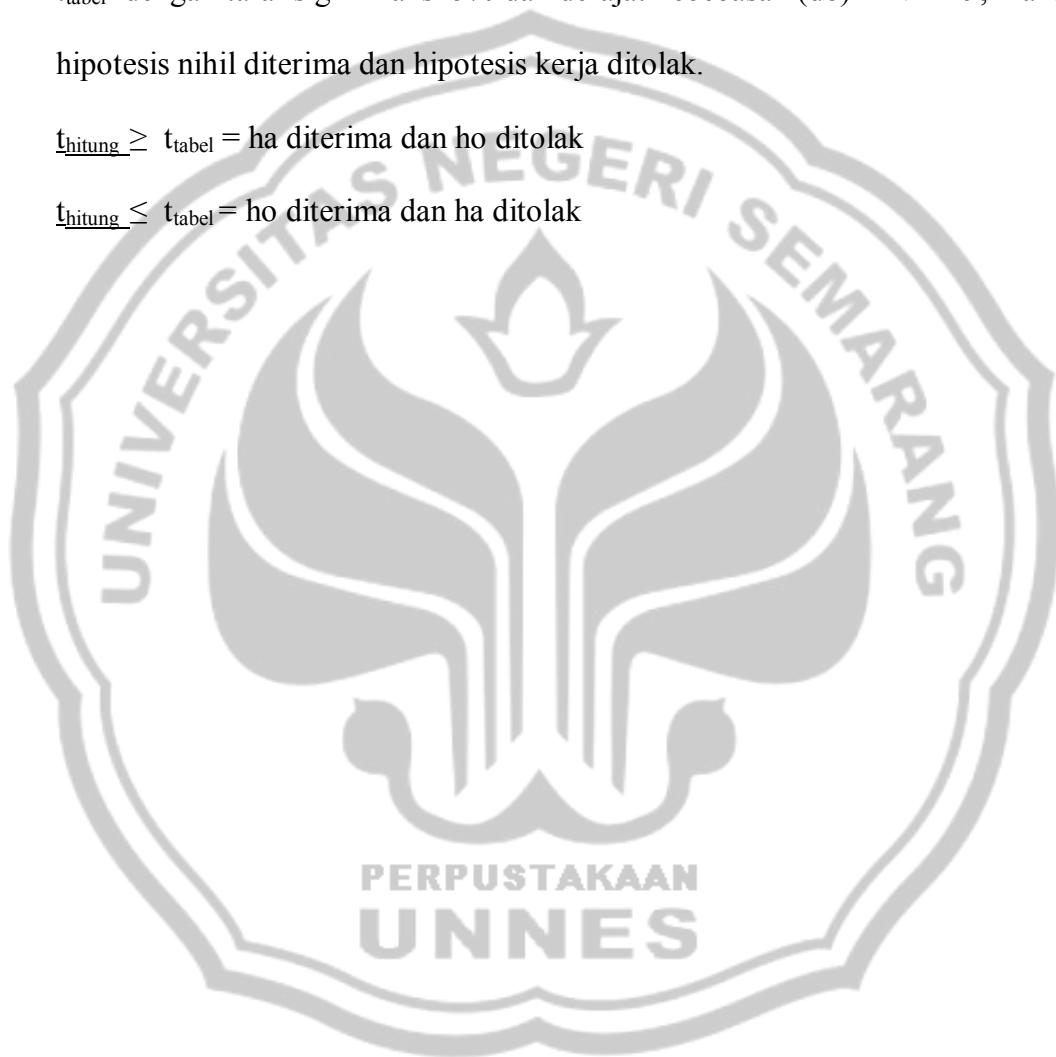 hipotesis nihil diterima dan hipotesis kerja ditolak.
thitung ≥ ttabel = ha diterima dan ho ditolak
thitung ≤ ttabel = ho diterima dan ha ditolak
UNIVERSITAS NEGERI SEMARANG
PERPUSTAKAAN
UNNES